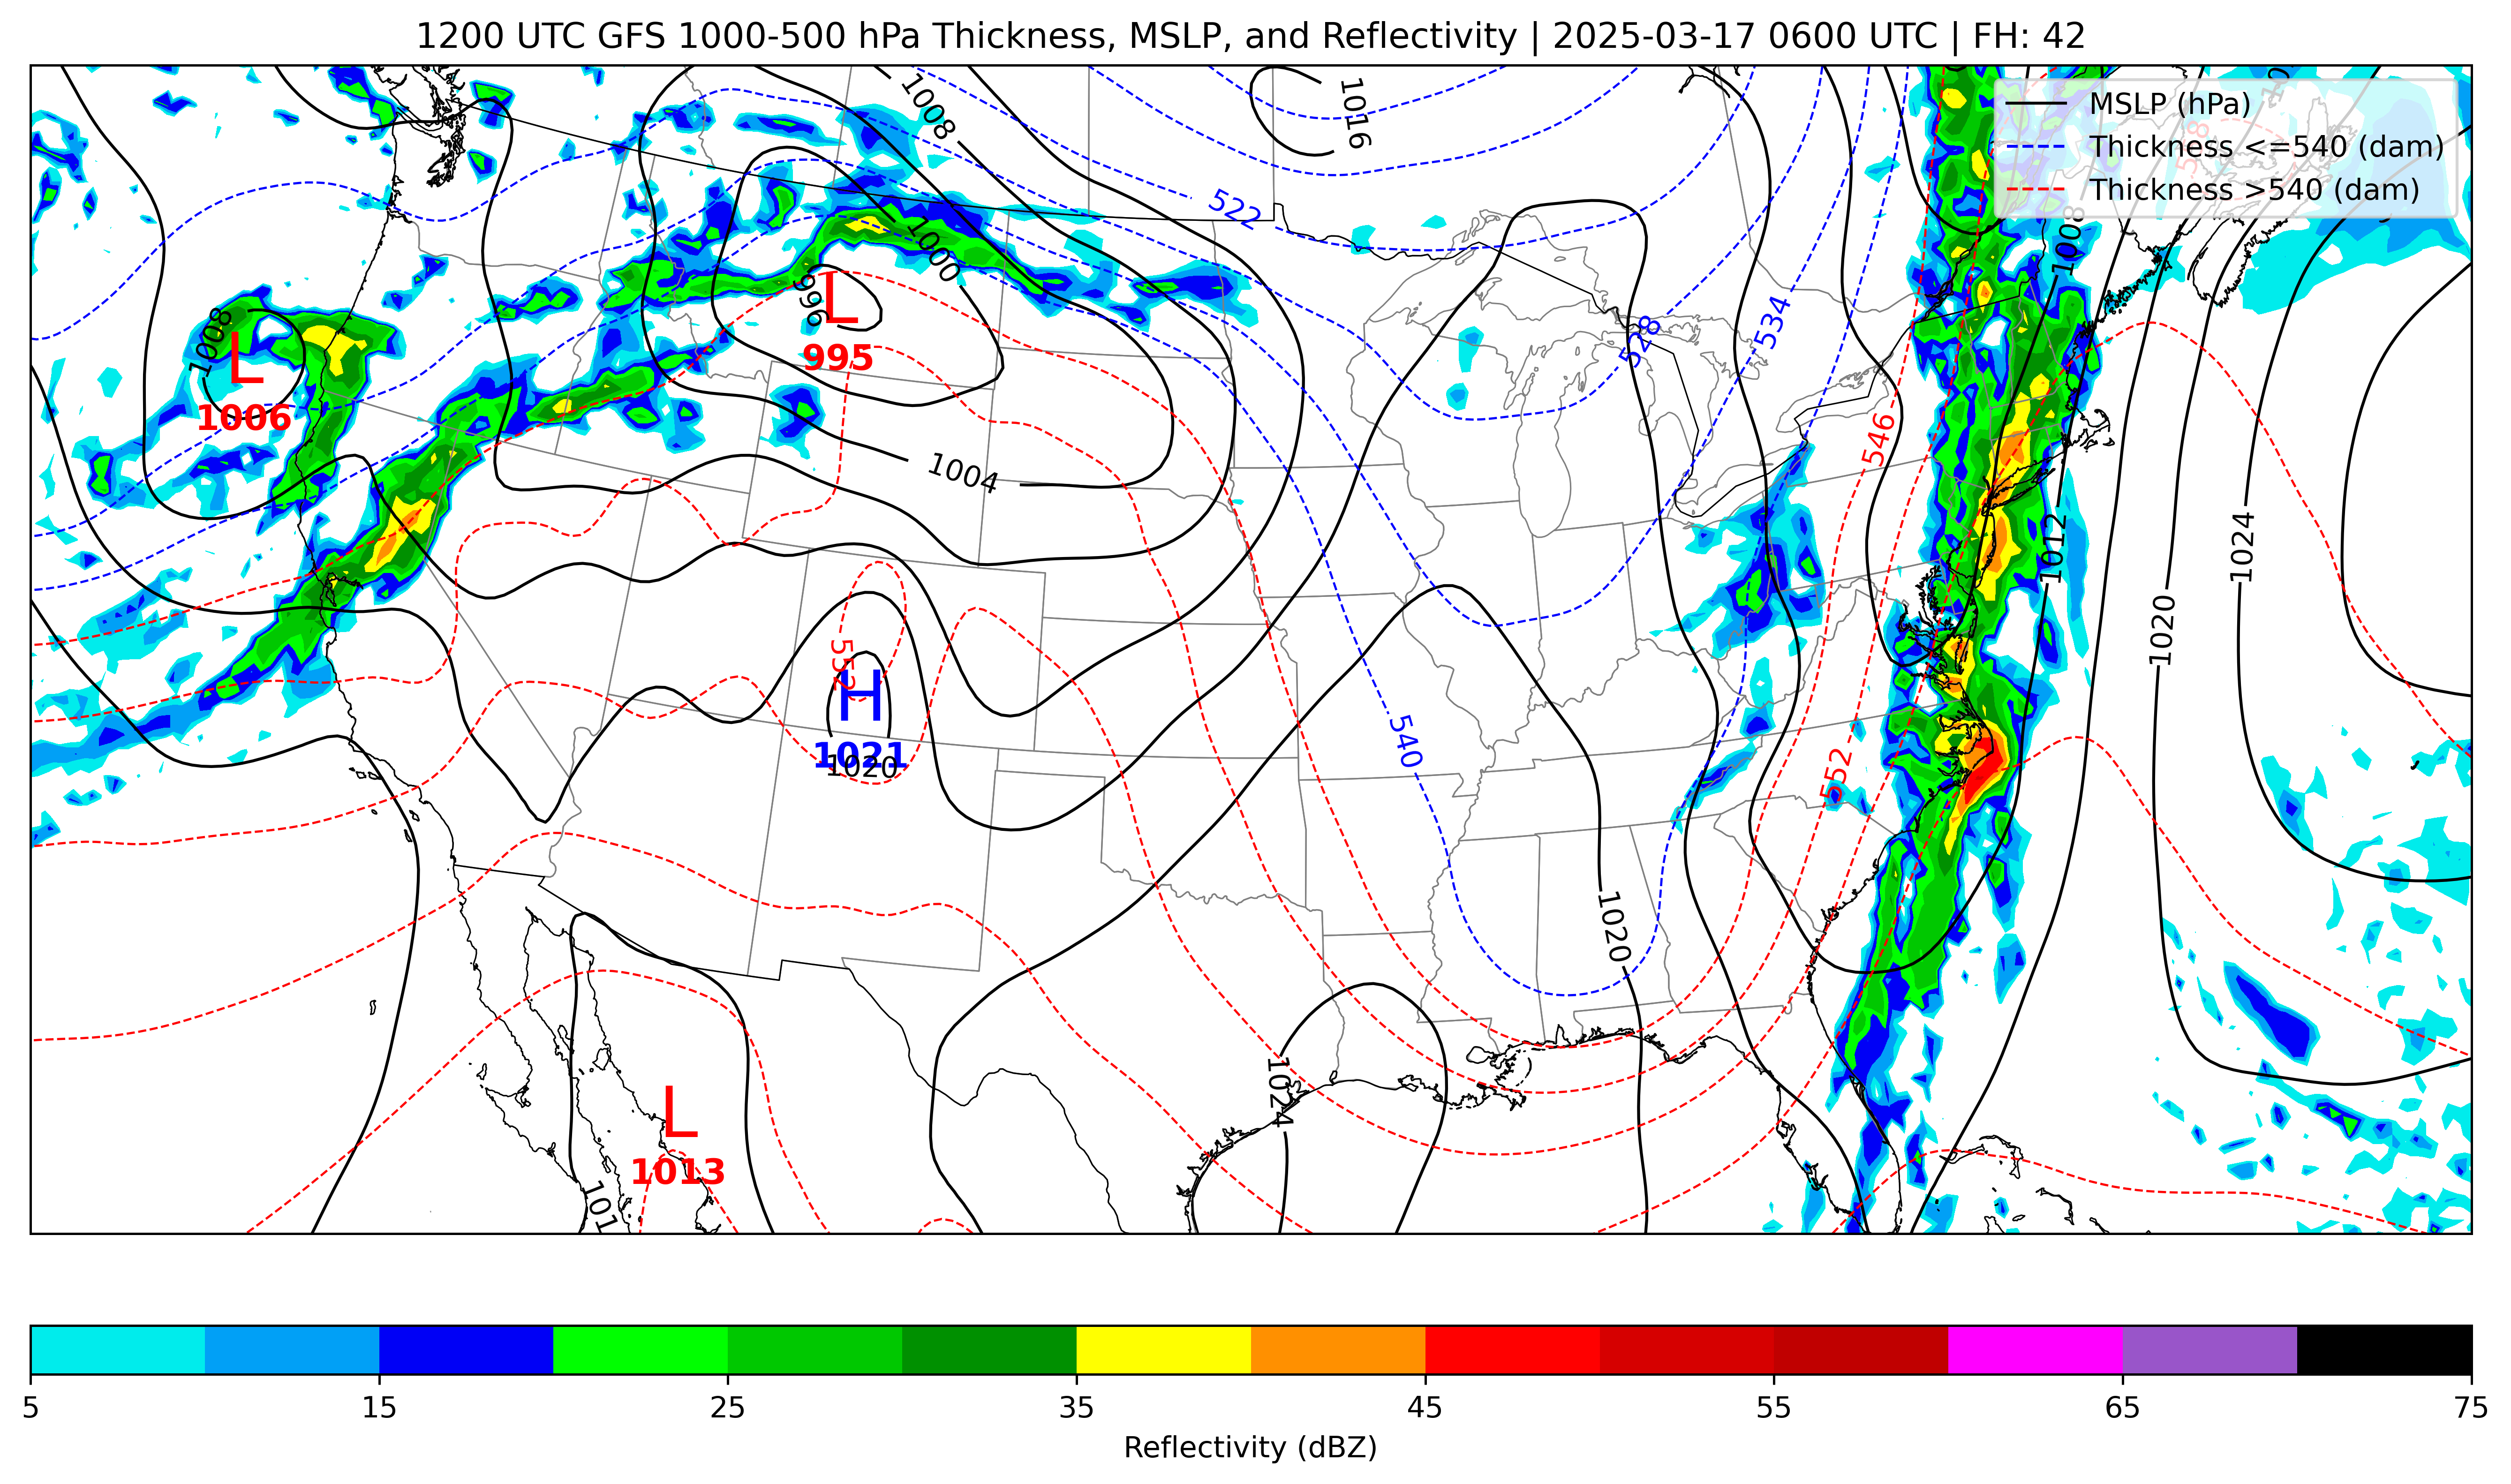 1200 UTC GFS 1000-500 hPa Thickness, MSLP, and Reflectivity | 2025-03-17 0600 UTC | FH: 42
MSLP (hPa)
Thickness <=540 (dam)
Thickness >540 (dam)
1008
1016
522
1008
1000
996
L
995
1008
L
1006
528
534
546
1004
1012
1024
1020
552
H
1021
1020
540
552
1020
1024
L
1013
101
5 15 25 35 45 55 65 75
Reflectivity (dBZ)